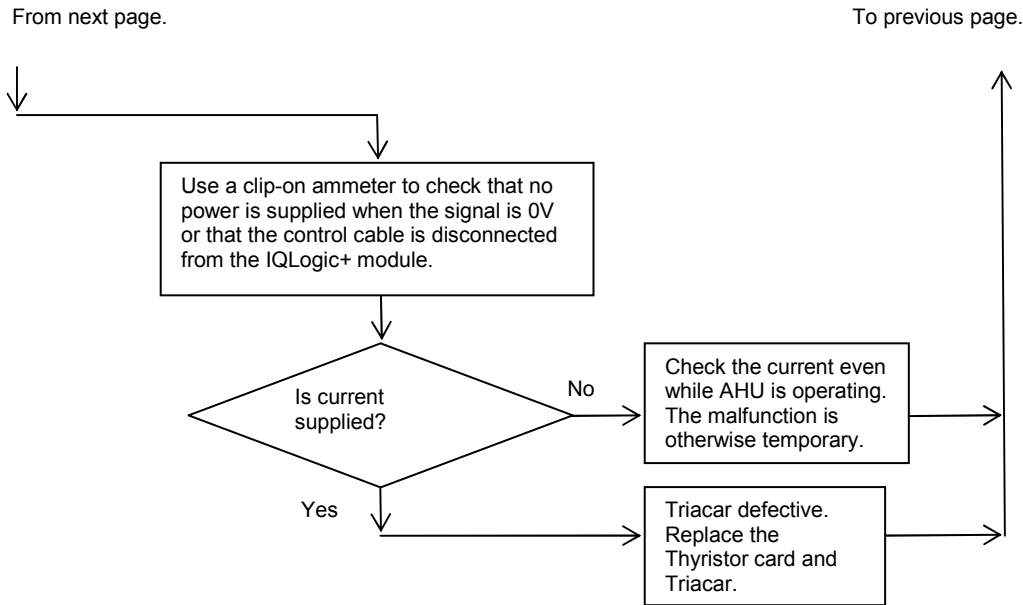 From next page.
To previous page.
Use a clip-on ammeter to check that no
power is supplied when the signal is 0V
or that the control cable is disconnected
from the IQLogic+ module.
Is current
supplied?
No
Check the current even
while AHU is operating.
The malfunction is
otherwise temporary.
Yes
Triacar defective.
Replace the
Thyristor card and
Triacar.